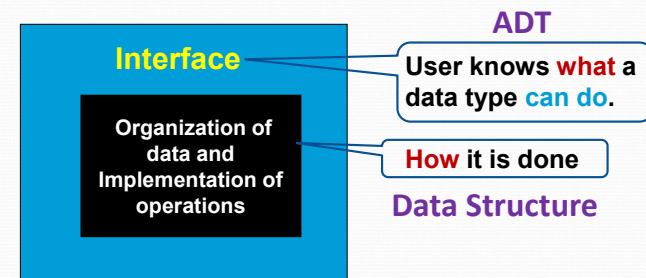 ADT
Interface
User knows what a
data type can do.
Organization of
data and
Implementation of
operations
How it is done
Data Structure